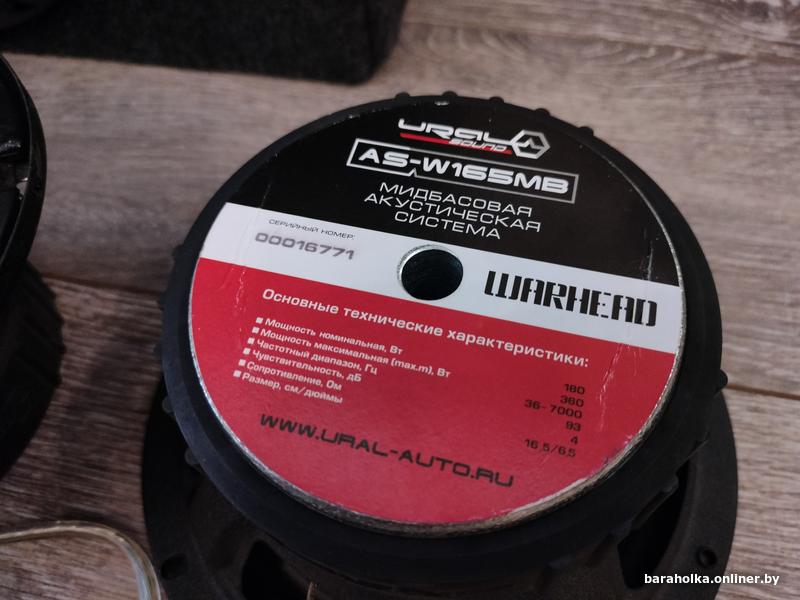 URAL
SOUND
AS-W165MB
МИДБАСОВАЯ
АКУСТИЧЕСКАЯ
СИСТЕМА
СЕРИЙНЫЙ НОМЕР:
00016771
WARHEAD
Основные технические характеристики:
Мощность номинальная, Вт 180
Мощность максимальная (max.m), Вт 360
Частотный диапазон, Гц 36-7000
Чувствительность, дБ 93
Сопротивление, Ом 4
Размер, см/дюймы 16,5/6,5
WWW.URAL-AUTO.RU
baraholka.onliner.by